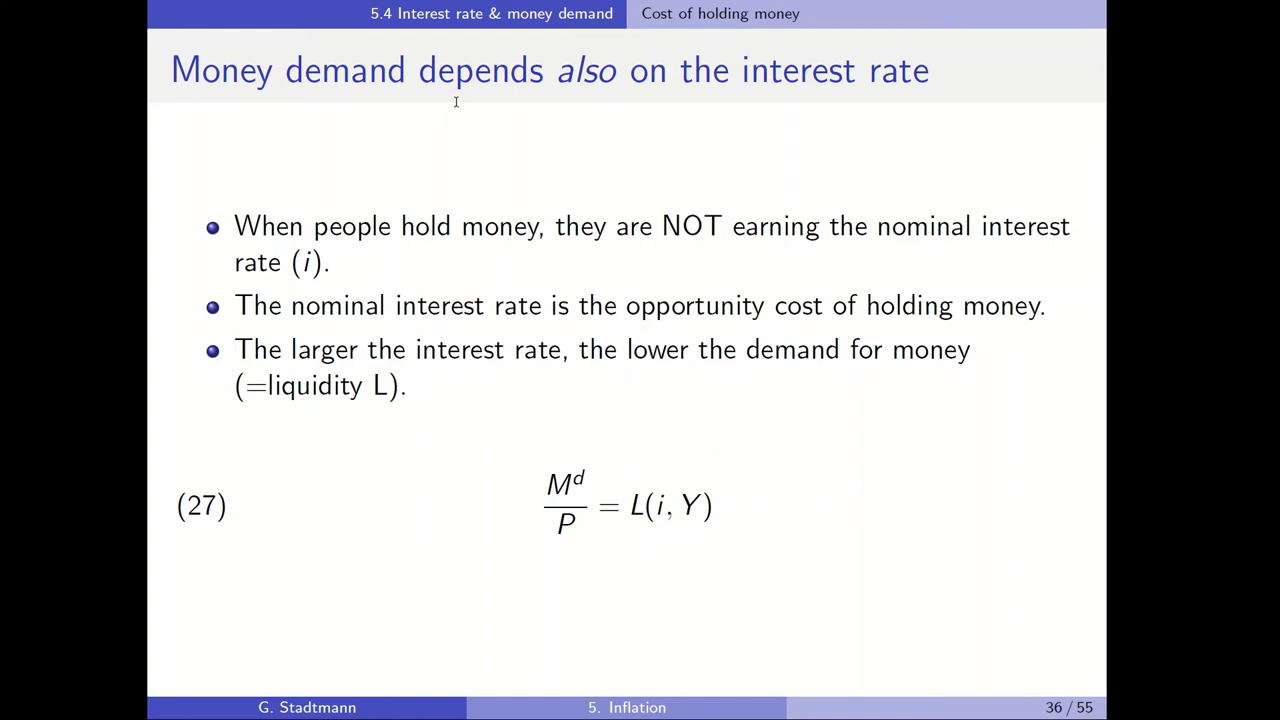 5.4 Interest rate & money demand Cost of holding money
Money demand depends also on the interest rate
When people hold money, they are NOT earning the nominal interest
rate (i).
The nominal interest rate is the opportunity cost of holding money.
The larger the interest rate, the lower the demand for money
(=liquidity L).
(27) M^d / P = L(i, Y)
G. Stadtmann 5. Inflation 36 / 55